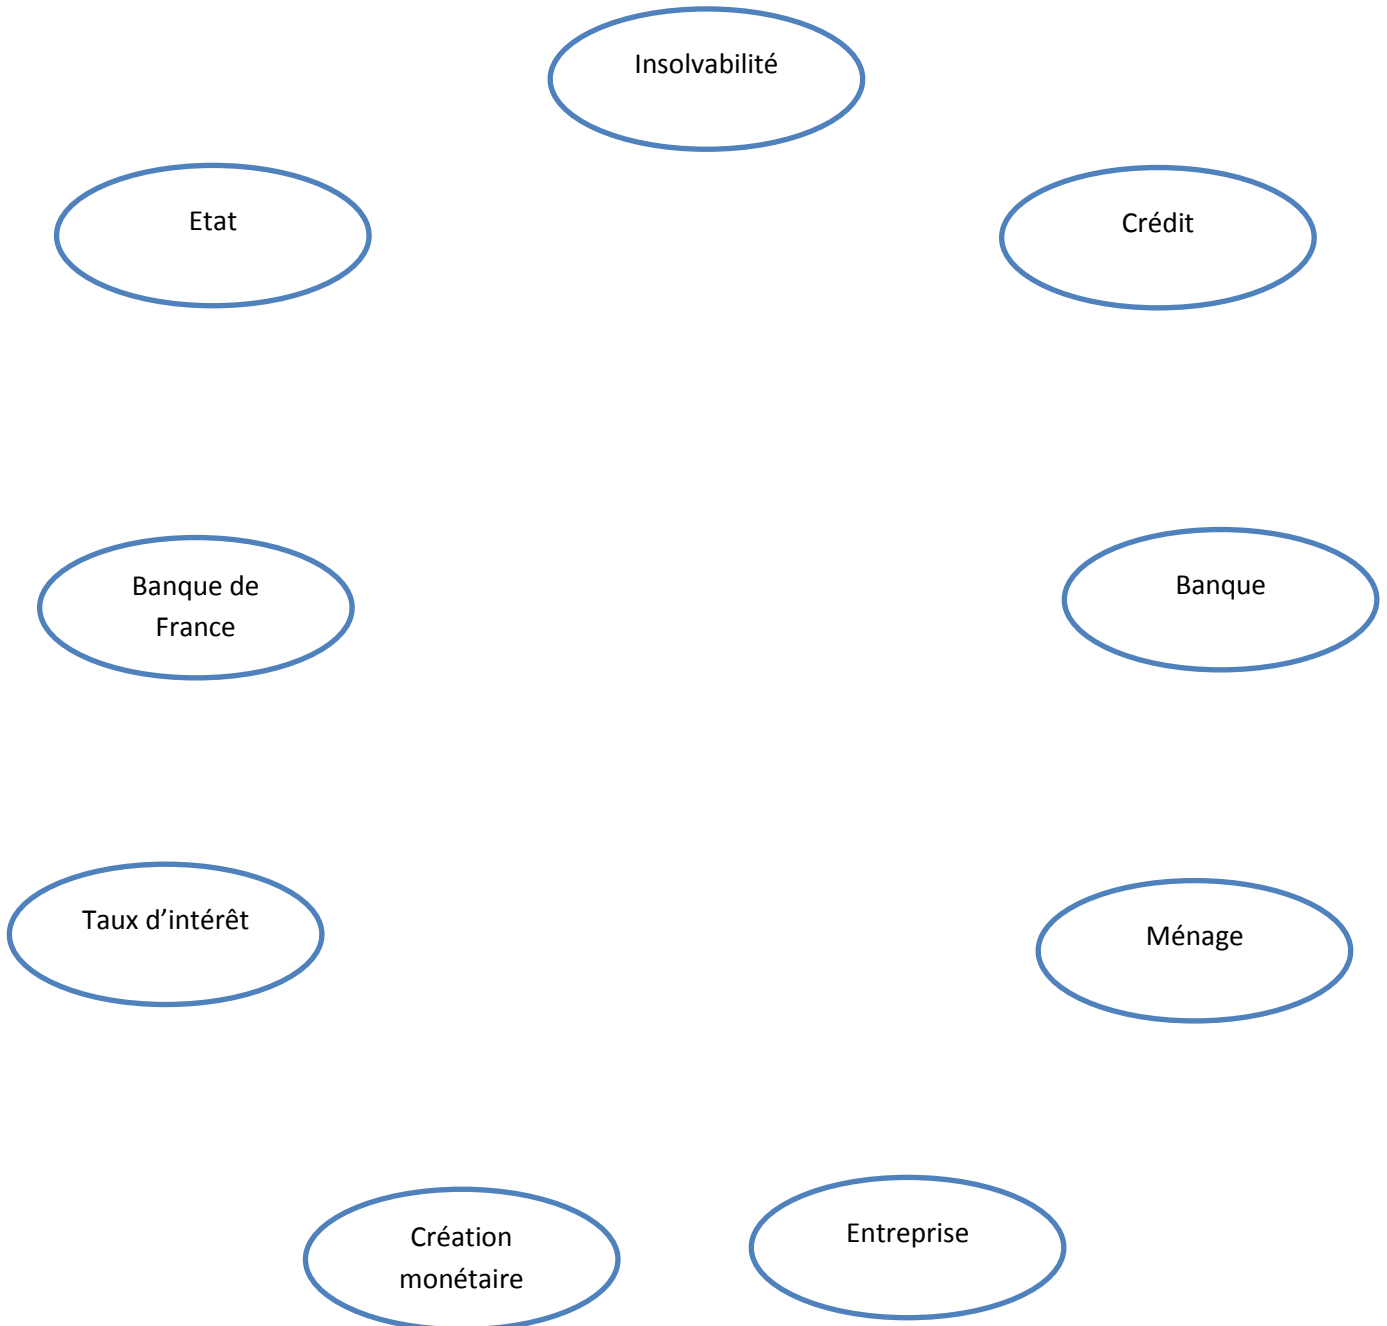 Insolvabilité
Etat
Crédit
Banque de
France
Banque
Taux d’intérêt
Ménage
Création
monétaire
Entreprise